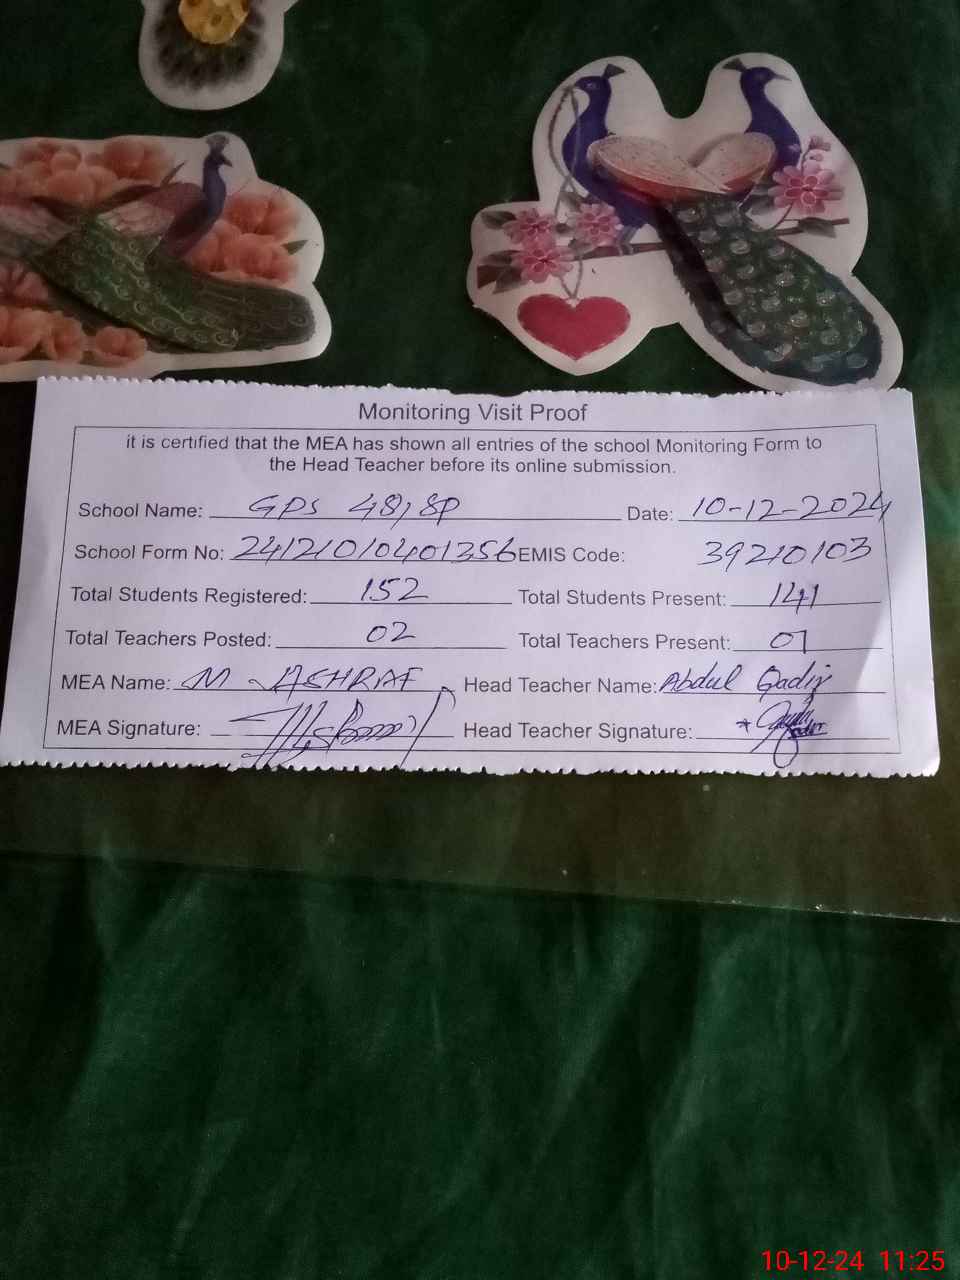 Monitoring Visit Proof
it is certified that the MEA has shown all entries of the school Monitoring Form to
the Head Teacher before its online submission.
School Name: GPS 48/8P Date: 10-12-2024
School Form No: 24121010401356 EMIS Code: 39210103
Total Students Registered: 152 Total Students Present: 141
Total Teachers Posted: 02 Total Teachers Present: 01
MEA Name: M. ASHRAF Head Teacher Name: Abdul Qadir
MEA Signature: Head Teacher Signature:
10-12-24 11:25